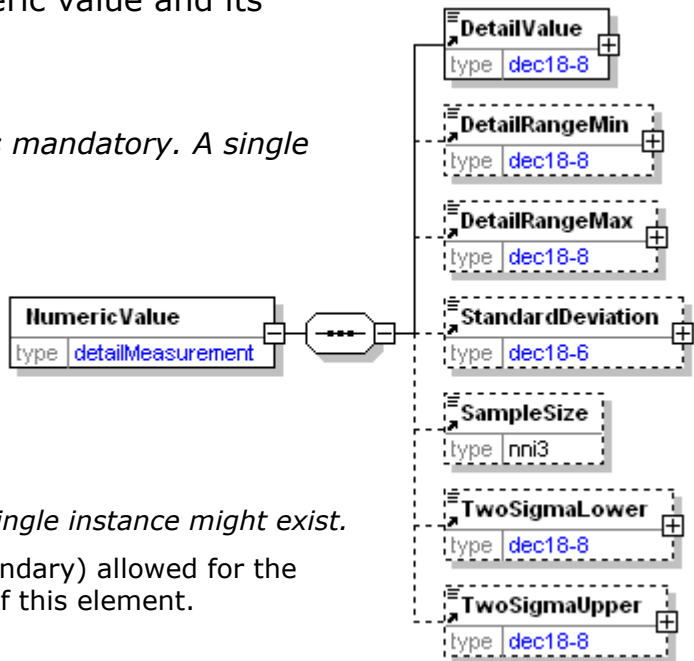 eric value and its
s mandatory. A single
ingle instance might exist.
ndary) allowed for the
f this element.
NumericValue
type detailMeasurement
DetailValue
type dec18-8
DetailRangeMin
type dec18-8
DetailRangeMax
type dec18-8
StandardDeviation
type dec18-6
SampleSize
type nni3
TwoSigmaLower
type dec18-8
TwoSigmaUpper
type dec18-8